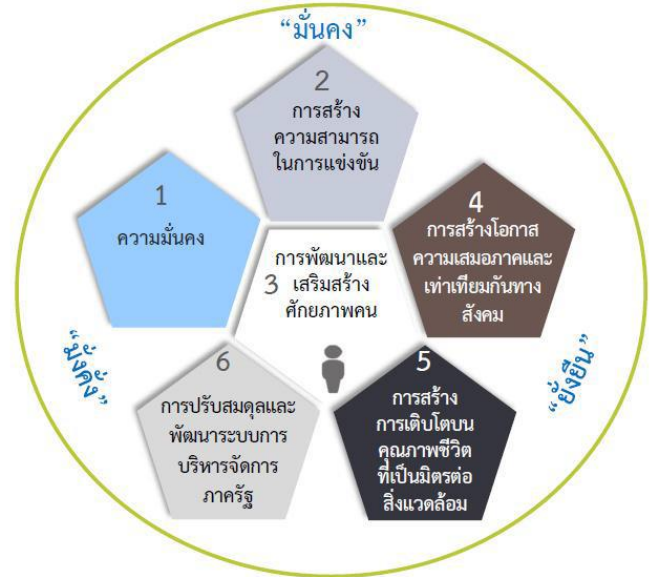 “มั่นคง”
1
ความมั่นคง
2
การสร้าง
ความสามารถ
ในการแข่งขัน
3
การพัฒนาและ
เสริมสร้าง
ศักยภาพคน
4
การสร้างโอกาส
ความเสมอภาคและ
เท่าเทียมกันทาง
สังคม
5
การสร้าง
การเติบโตบน
คุณภาพชีวิต
ที่เป็นมิตรต่อ
สิ่งแวดล้อม
6
การปรับสมดุลและ
พัฒนาระบบการ
บริหารจัดการ
ภาครัฐ
“มั่งคั่ง”
“ยั่งยืน”